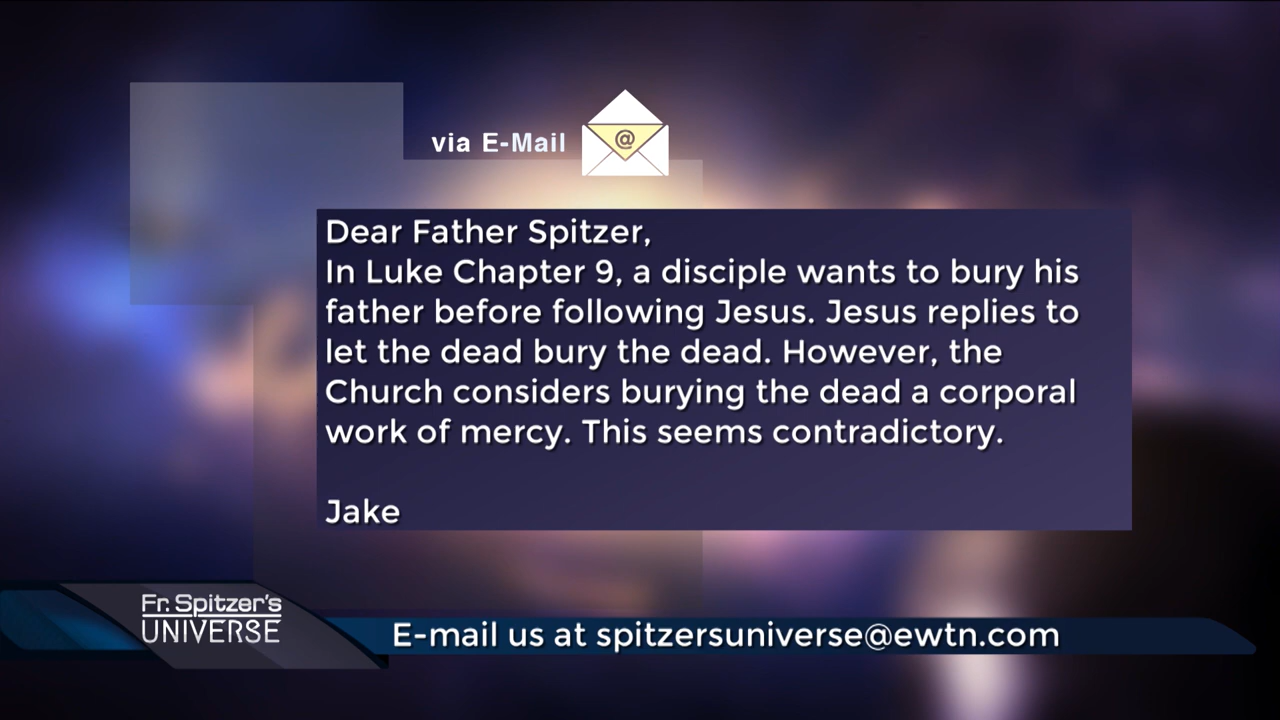 via E-Mail
@
Dear Father Spitzer,
In Luke Chapter 9, a disciple wants to bury his
father before following Jesus. Jesus replies to
let the dead bury the dead. However, the
Church considers burying the dead a corporal
work of mercy. This seems contradictory.
Jake
Fr. Spitzer's
UNIVERSE
E-mail us at spitzersuniverse@ewtn.com